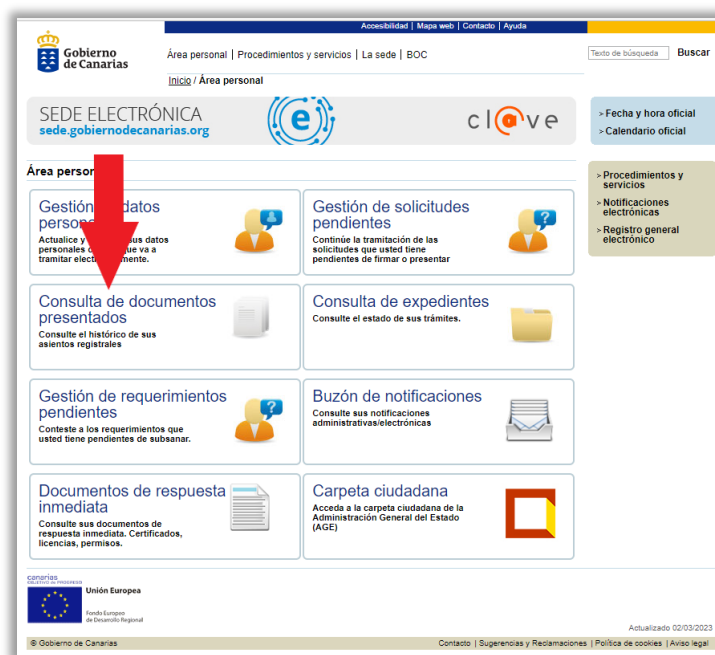 Accesibilidad | Mapa web | Contacto | Ayuda
Gobierno
de Canarias
Área personal | Procedimientos y servicios | La sede | BOC
Texto de búsqueda Buscar
Inicio / Área personal
SEDE ELECTRÓNICA
sede.gobiernodecanarias.org
e
cl@ve
> Fecha y hora oficial
> Calendario oficial
Área person
> Procedimientos y
servicios
> Notificaciones
electrónicas
> Registro general
electrónico
Gestión datos
person
Actualice y sus datos
personales que va a
tramitar elect mente.
Gestión de solicitudes
pendientes
Continúe la tramitación de las
solicitudes que usted tiene
pendientes de firmar o presentar
Consulta de documentos
presentados
Consulte el histórico de sus
asientos registrales
Consulta de expedientes
Consulte el estado de sus trámites.
Gestión de requerimientos
pendientes
Conteste a los requerimientos que
usted tiene pendientes de subsanar.
Buzón de notificaciones
Consulte sus notificaciones
administrativas/electrónicas
Documentos de respuesta
inmediata
Consulte sus documentos de
respuesta inmediata. Certificados,
licencias, permisos.
Carpeta ciudadana
Acceda a la carpeta ciudadana de la
Administración General del Estado
(AGE)
canarias
Unión Europea
Fondo Europeo
de Desarrollo Regional
Actualizado 02/03/2023
© Gobierno de Canarias
Contacto | Sugerencias y Reclamaciones | Política de cookies | Aviso legal